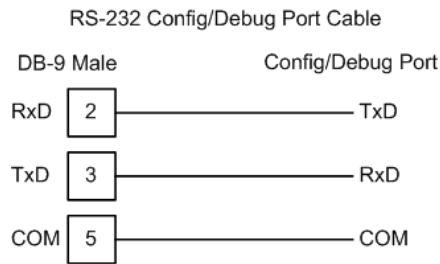 RS-232 Config/Debug Port Cable
DB-9 Male Config/Debug Port
RxD 2 TxD
TxD 3 RxD
COM 5 COM